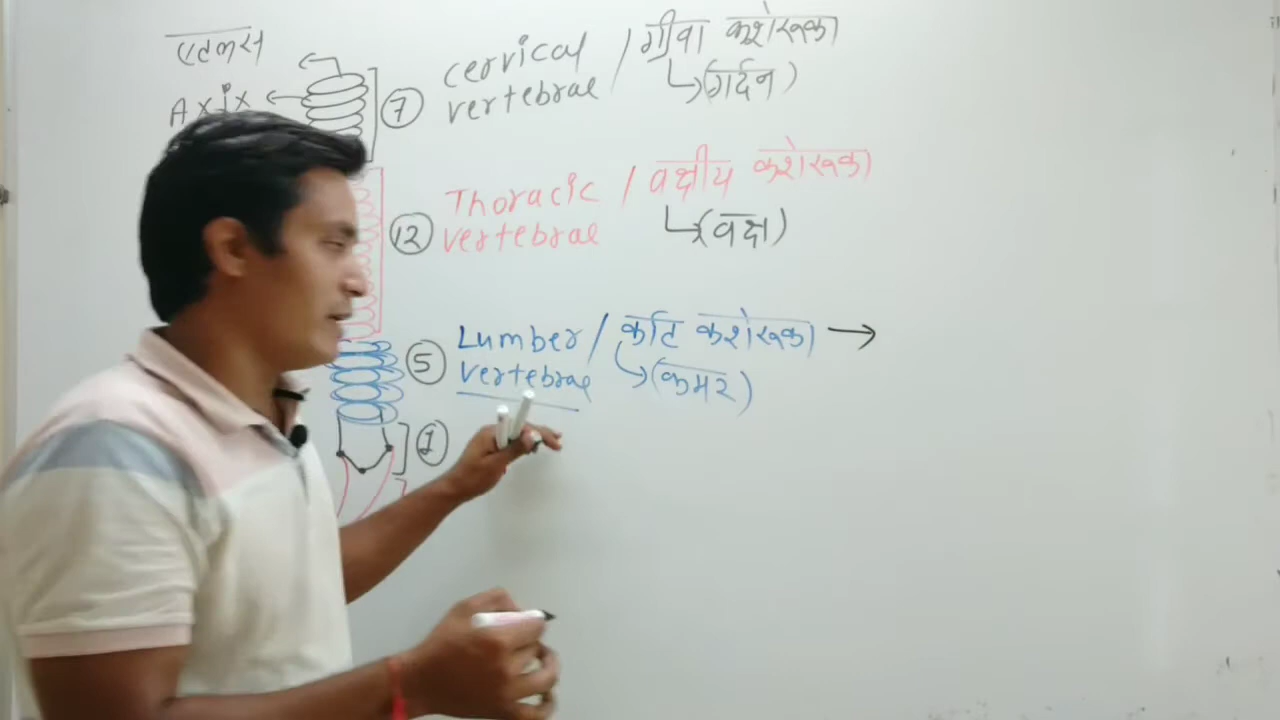 एटलस
Axix
7
cervical / ग्रीवा कशेरूका
vertebrae (गर्दन)
12
Thoracic / वक्षीय कशेरूका
vertebrae (वक्ष)
5
Lumber / कटि कशेरूका →
vertebrae (कमर)
1